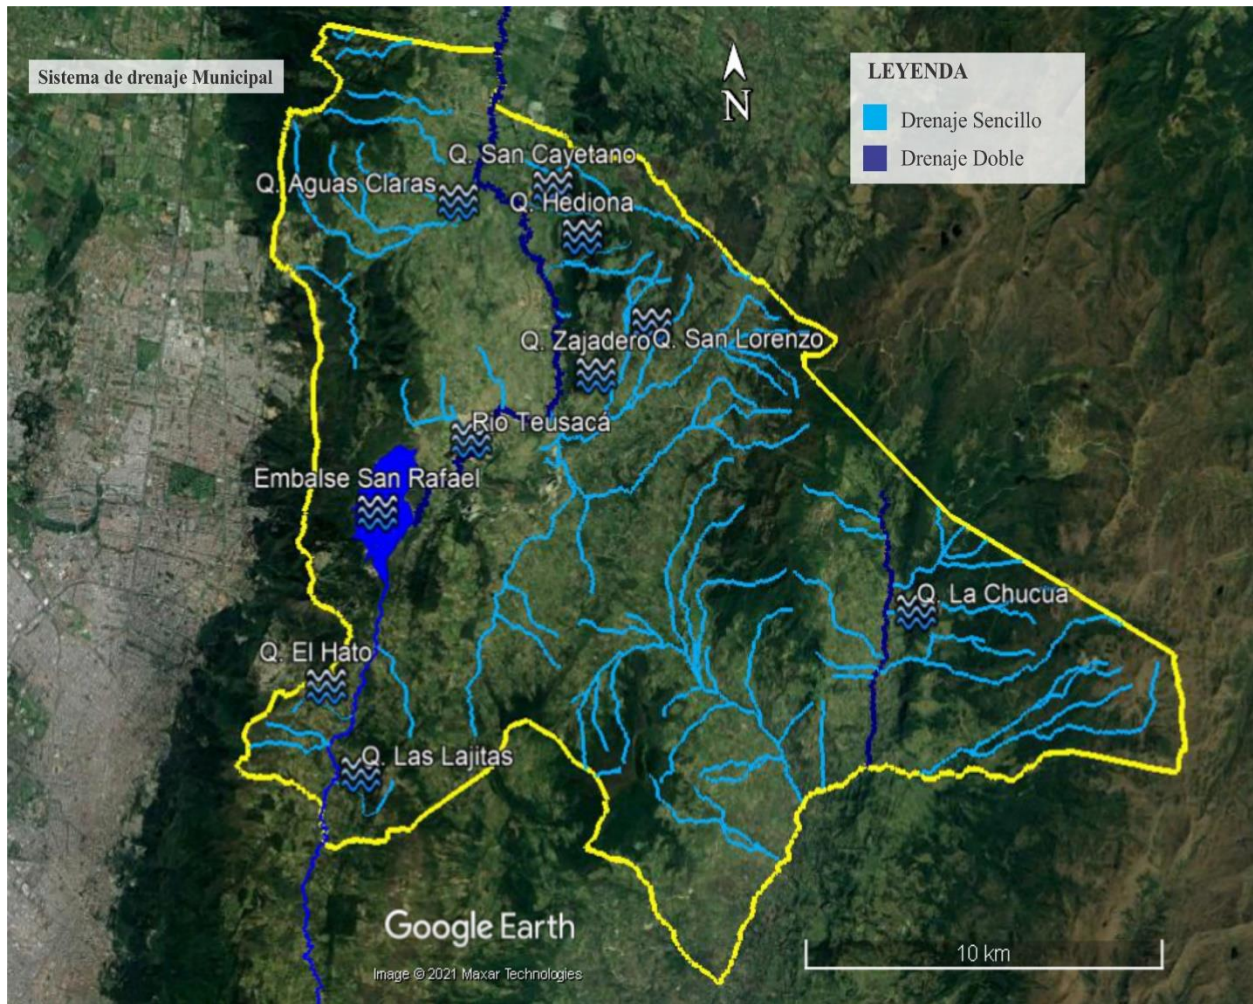 Sistema de drenaje Municipal
N
LEYENDA
Drenaje Sencillo
Drenaje Doble
Q. San Cayetano
Q. Aguas Claras
Q. Hediona
Q. Zajadero
Q. San Lorenzo
Río Teusacá
Embalse San Rafael
Q. La Chucua
Q. El Hato
Q. Las Lajitas
Google Earth
Image © 2021 Maxar Technologies
10 km